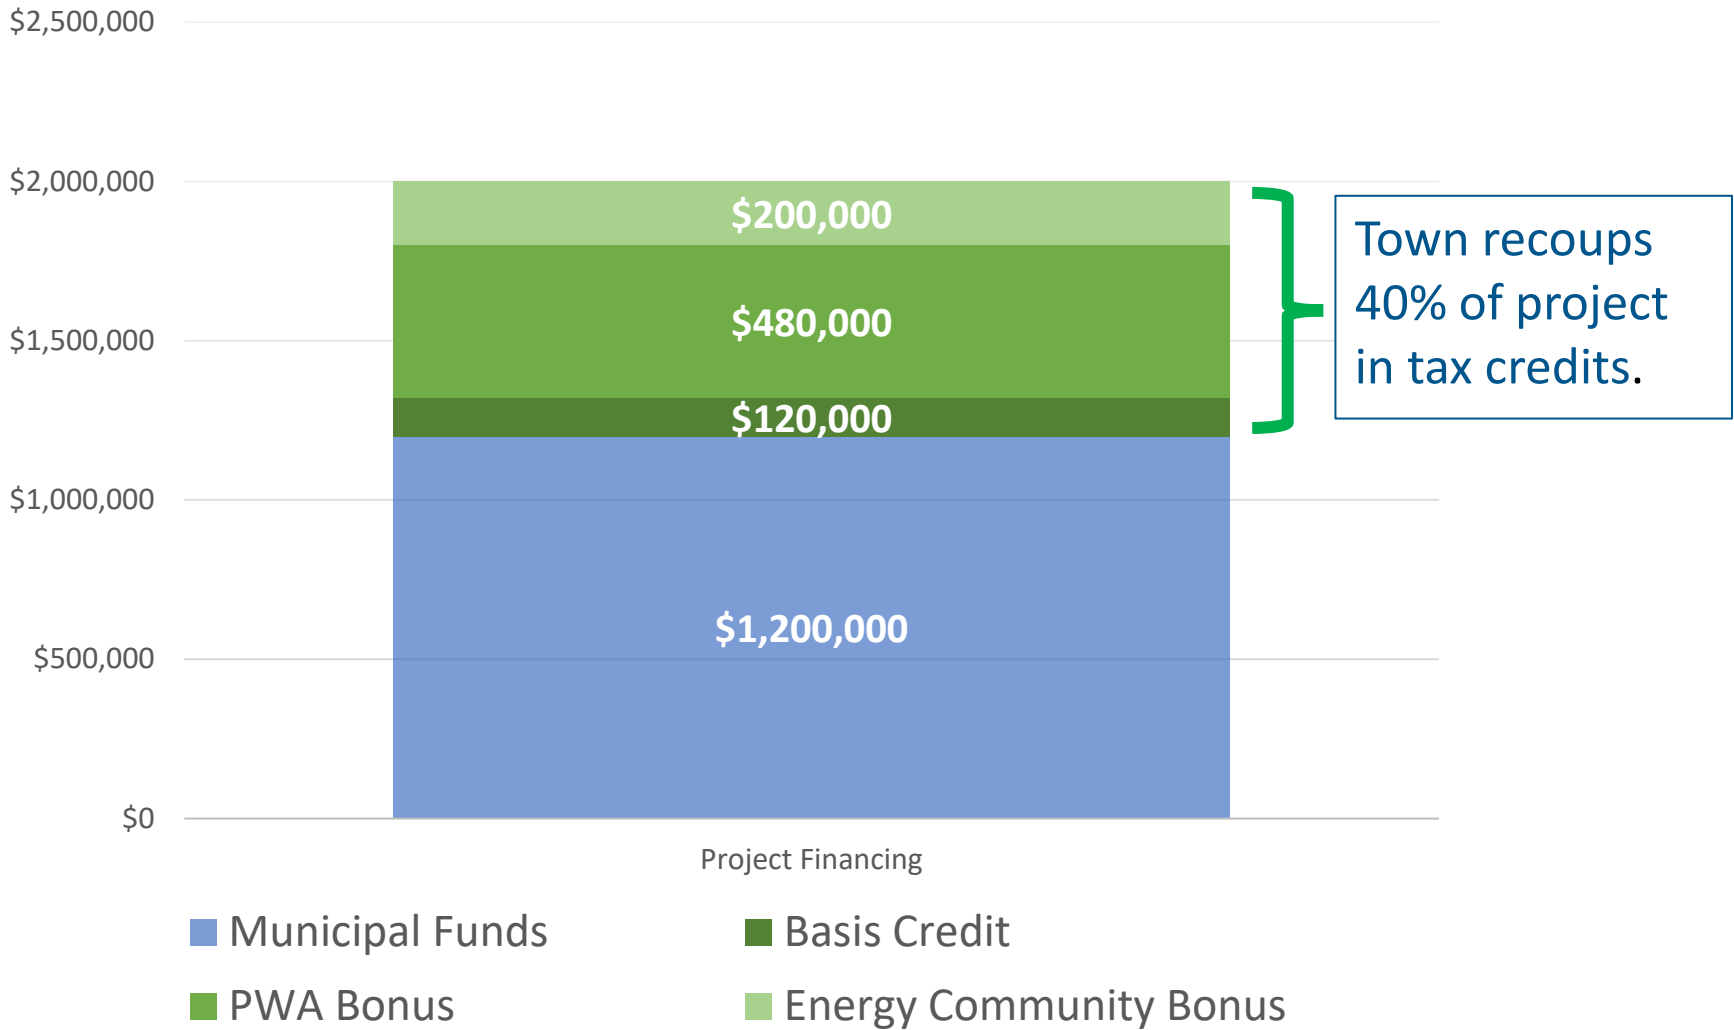 $2,500,000
$2,000,000
$1,500,000
$1,000,000
$500,000
$0
$200,000
$480,000
$120,000
$1,200,000
Town recoups
40% of project
in tax credits.
Project Financing
Municipal Funds
Basis Credit
PWA Bonus
Energy Community Bonus